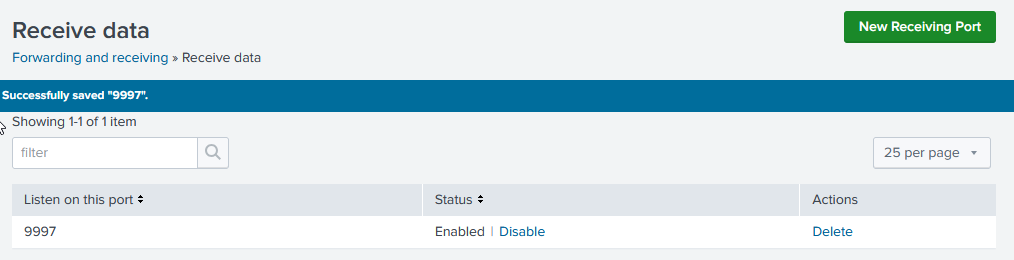 Receive data
New Receiving Port
Forwarding and receiving » Receive data
Successfully saved "9997".
Showing 1-1 of 1 item
filter
25 per page
Listen on this port Status Actions
9997 Enabled | Disable Delete